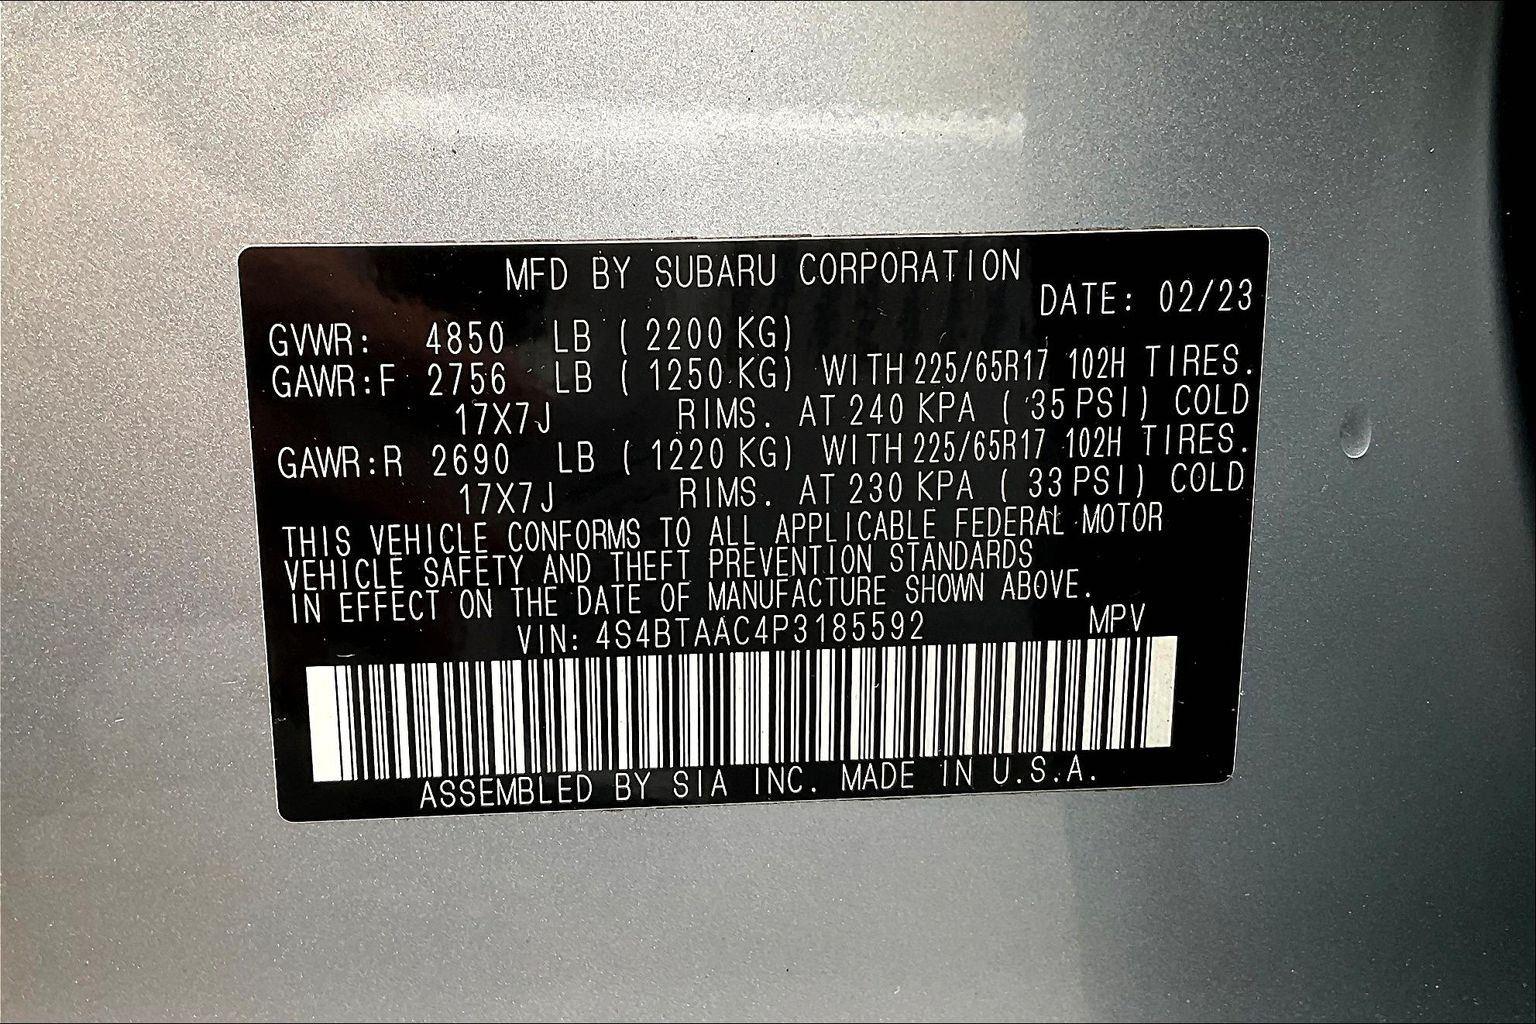 MFD BY SUBARU CORPORATION
DATE: 02/23
GVWR: 4850 LB ( 2200 KG)
GAWR:F 2756 LB ( 1250 KG) WITH 225/65R17 102H TIRES.
17X7J RIMS. AT 240 KPA ( 35 PSI) COLD
GAWR:R 2690 LB ( 1220 KG) WITH 225/65R17 102H TIRES.
17X7J RIMS. AT 230 KPA ( 33 PSI) COLD
THIS VEHICLE CONFORMS TO ALL APPLICABLE FEDERAL MOTOR
VEHICLE SAFETY AND THEFT PREVENTION STANDARDS
IN EFFECT ON THE DATE OF MANUFACTURE SHOWN ABOVE.
VIN: 4S4BTAAC4P3185592 MPV
ASSEMBLED BY SIA INC. MADE IN U.S.A.